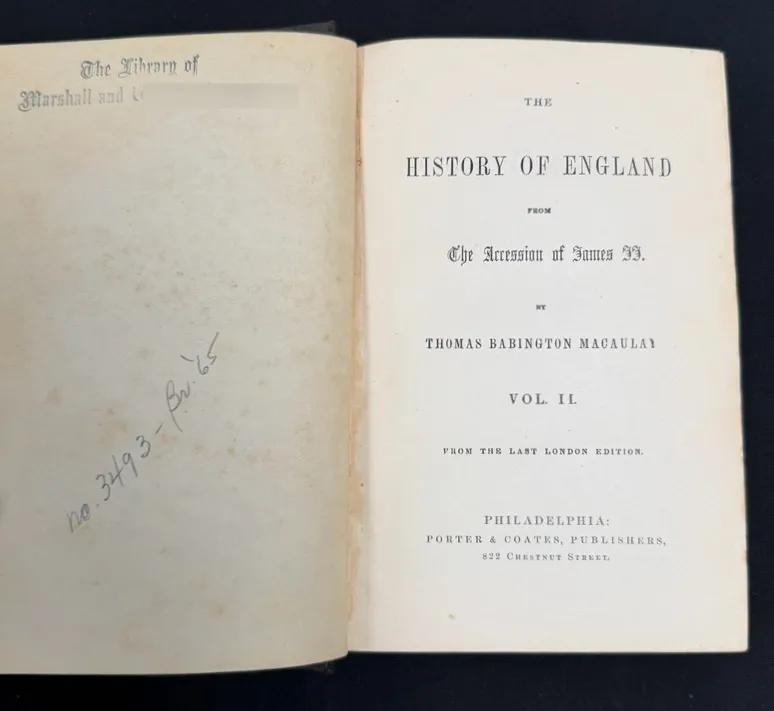 The Library of
Marshall and
no. 3493 - Br. '65
THE
HISTORY OF ENGLAND
FROM
The Accession of James II.
BY
THOMAS BABINGTON MACAULAY
VOL. II.
FROM THE LAST LONDON EDITION.
PHILADELPHIA:
PORTER & COATES, PUBLISHERS,
822 CHESTNUT STREET.